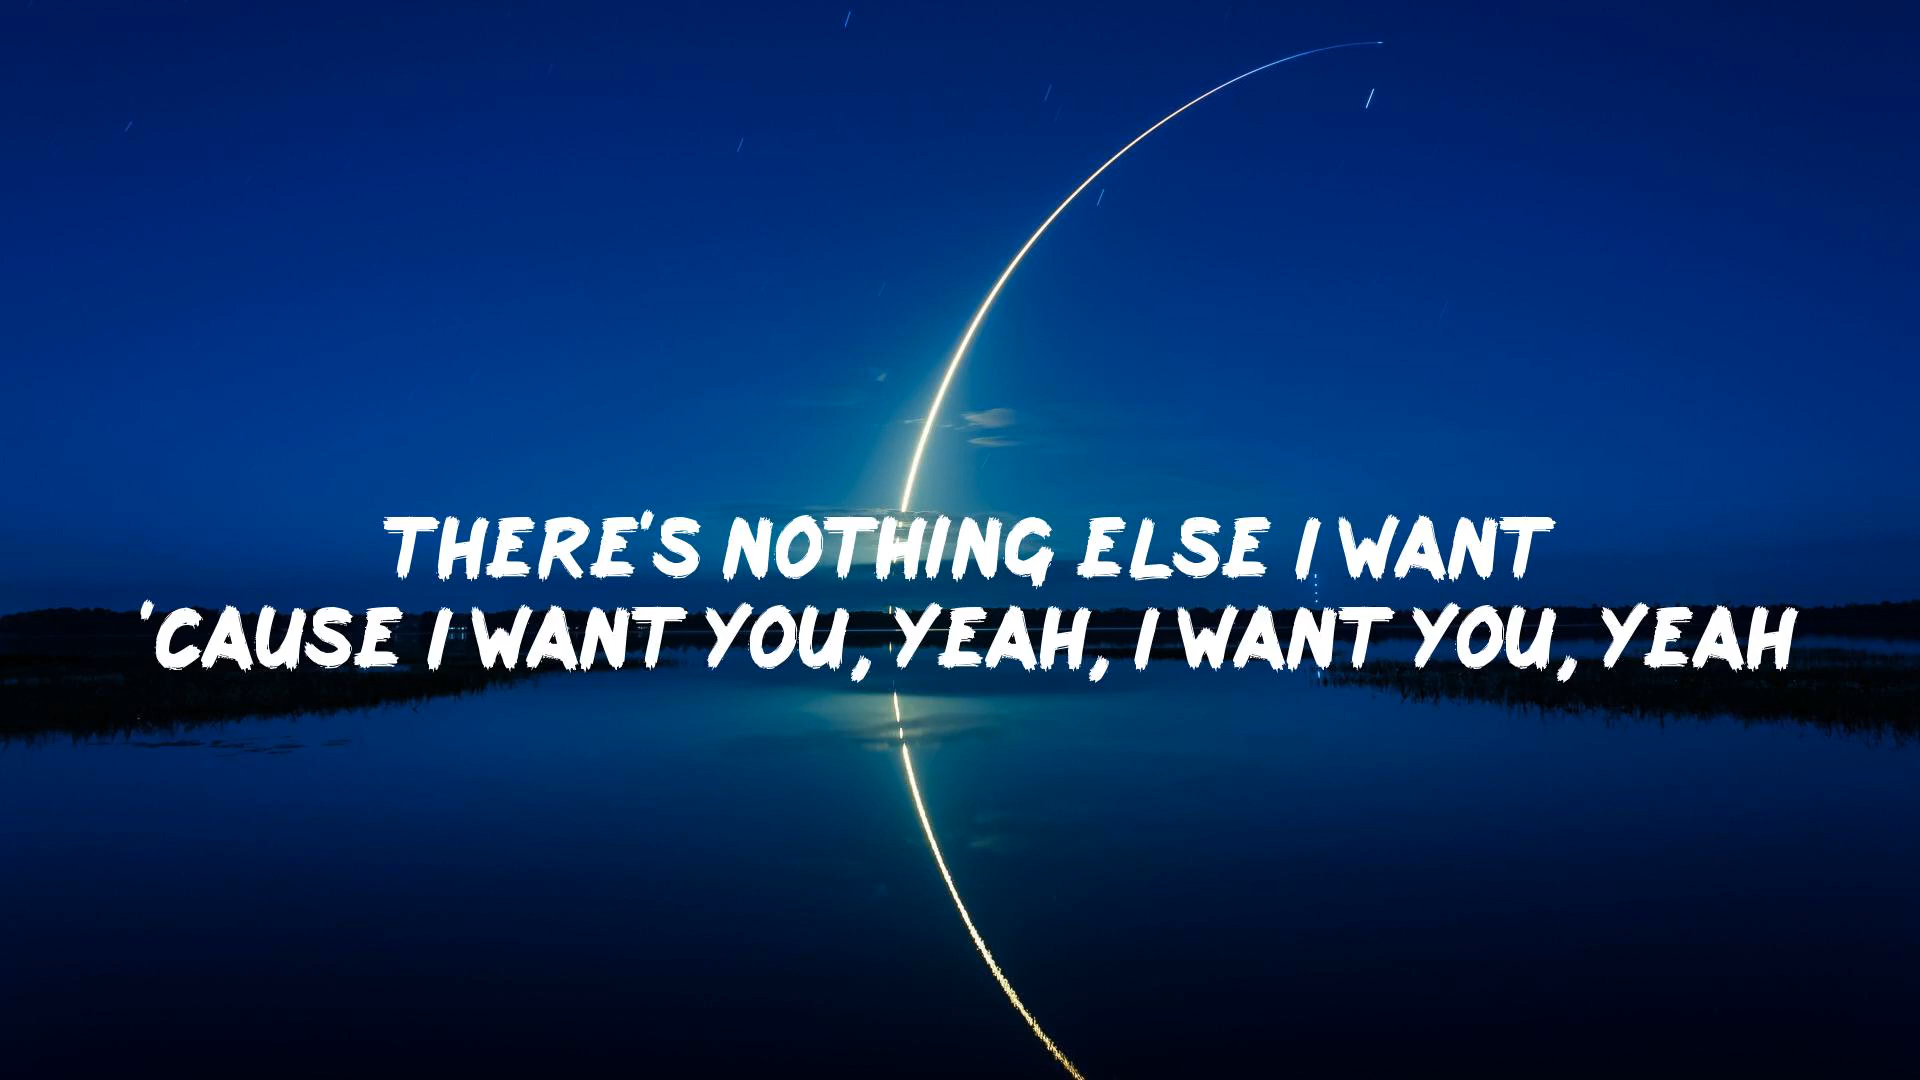 THERE'S NOTHING ELSE I WANT
'CAUSE I WANT YOU, YEAH, I WANT YOU, YEAH